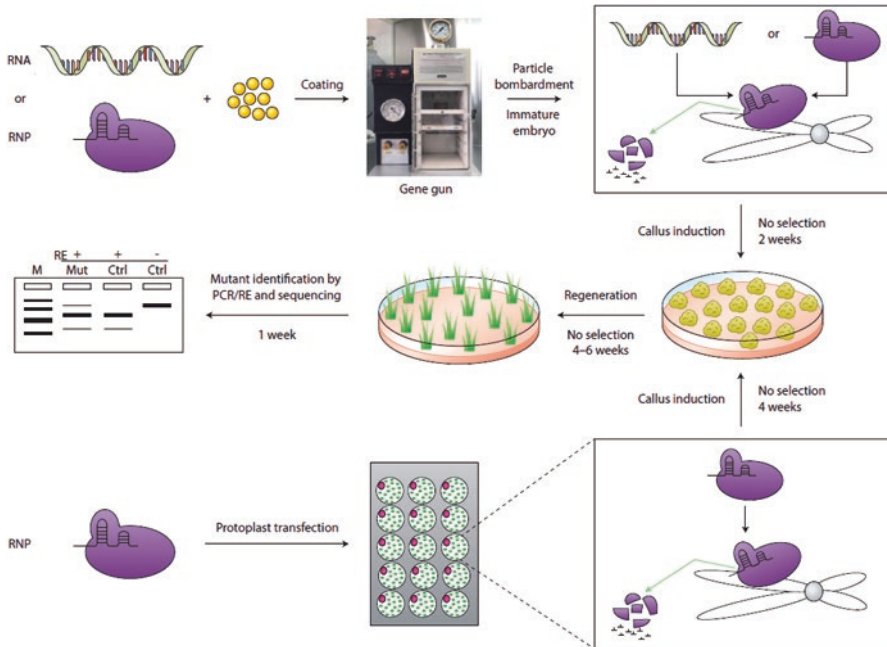 RNA
or
RNP
+
Coating
Gene gun
Particle
bombardment
Immature
embryo
or
Callus induction
No selection
2 weeks
RE + + -
M Mut Ctrl Ctrl
Mutant identification by
PCR/RE and sequencing
1 week
Regeneration
No selection
4–6 weeks
Callus induction
No selection
4 weeks
RNP
Protoplast transfection